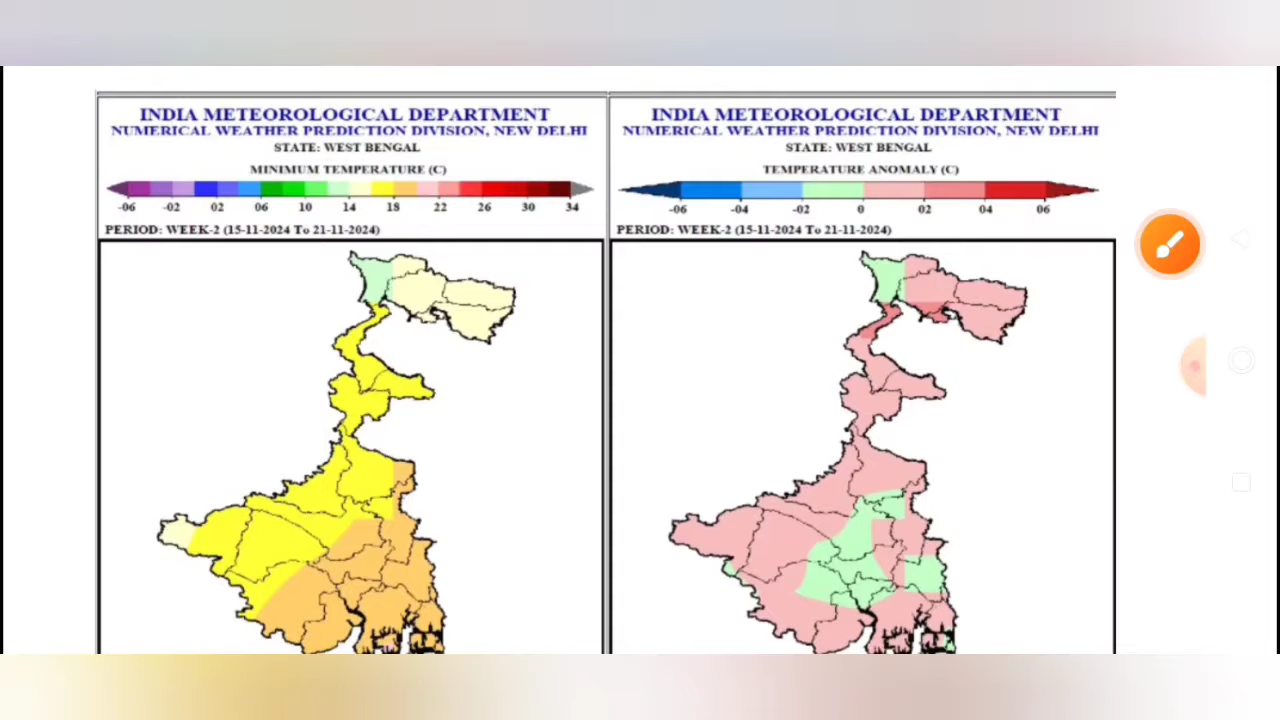 INDIA METEOROLOGICAL DEPARTMENT
NUMERICAL WEATHER PREDICTION DIVISION, NEW DELHI
STATE: WEST BENGAL
MINIMUM TEMPERATURE (C)
-06 -02 02 06 10 14 18 22 26 30 34
PERIOD: WEEK-2 (15-11-2024 To 21-11-2024)
INDIA METEOROLOGICAL DEPARTMENT
NUMERICAL WEATHER PREDICTION DIVISION, NEW DELHI
STATE: WEST BENGAL
TEMPERATURE ANOMALY (C)
-06 -04 -02 0 02 04 06
PERIOD: WEEK-2 (15-11-2024 To 21-11-2024)